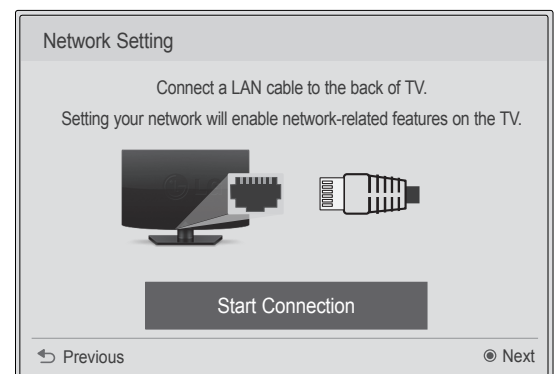 Network Setting
Connect a LAN cable to the back of TV.
Setting your network will enable network-related features on the TV.
Start Connection
Previous
Next